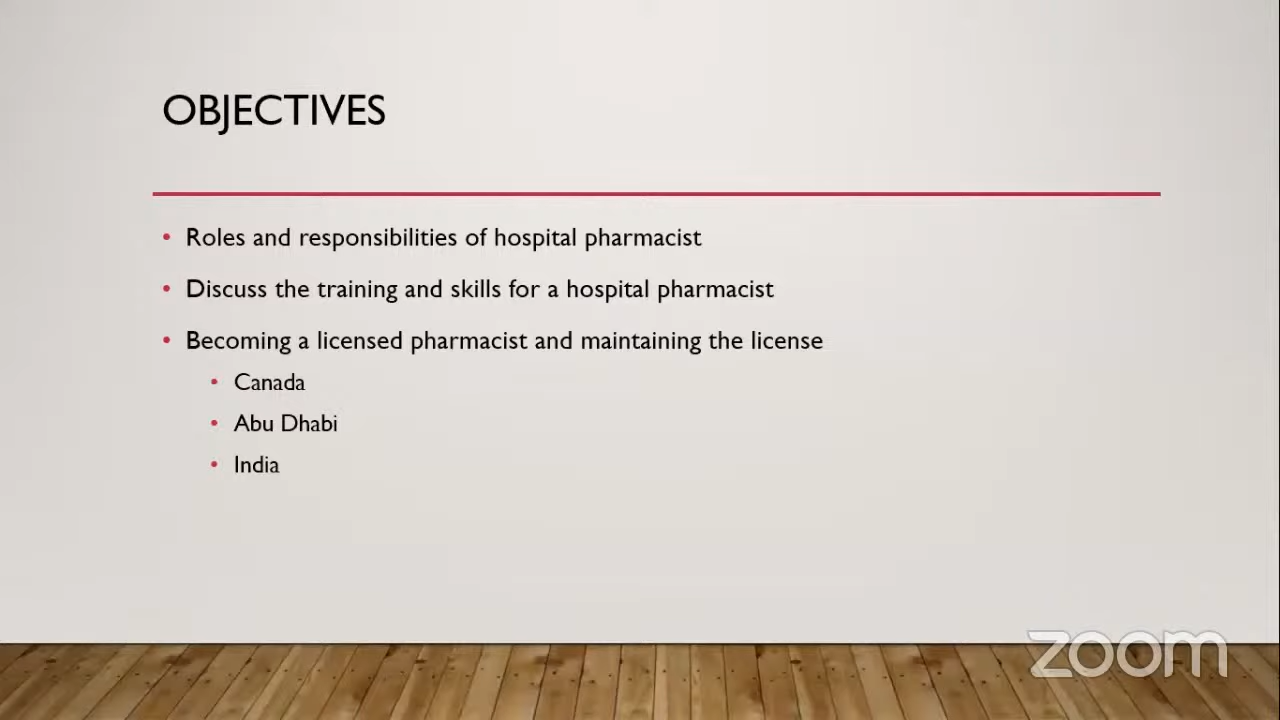 OBJECTIVES
• Roles and responsibilities of hospital pharmacist
• Discuss the training and skills for a hospital pharmacist
• Becoming a licensed pharmacist and maintaining the license
• Canada
• Abu Dhabi
• India
zoom